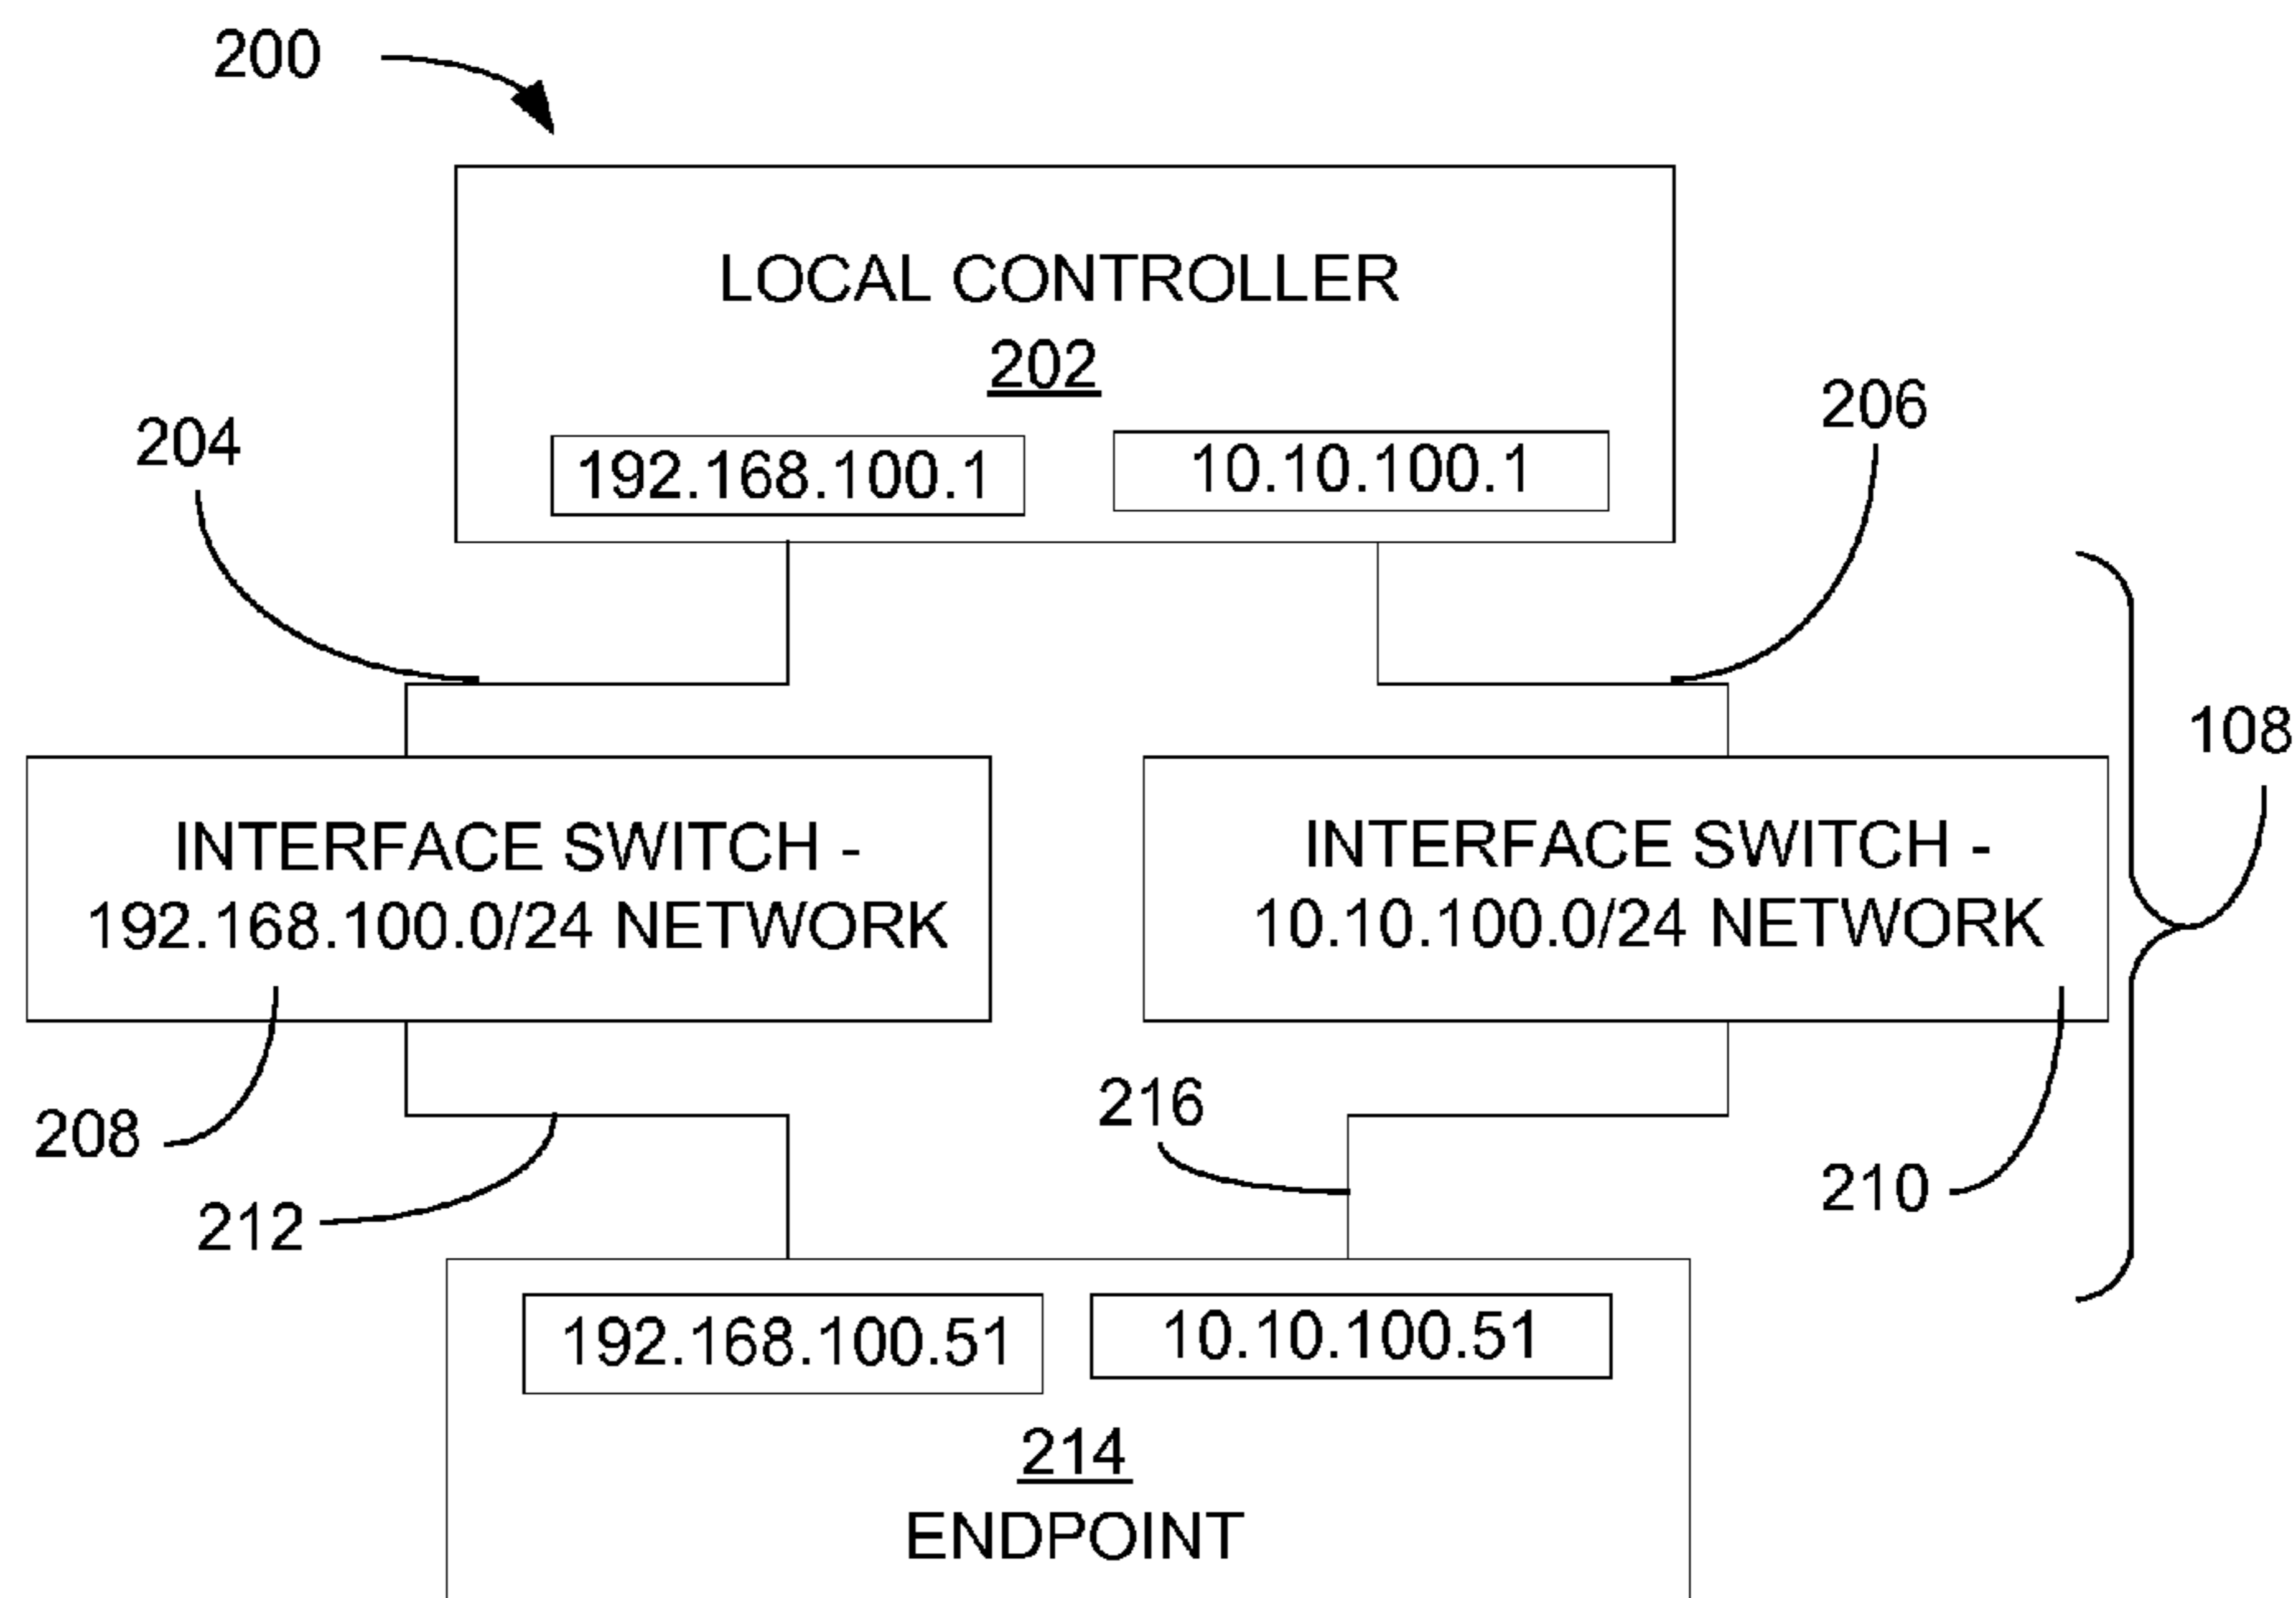 200
LOCAL CONTROLLER
202
204
206
192.168.100.1
10.10.100.1
108
INTERFACE SWITCH -
192.168.100.0/24 NETWORK
INTERFACE SWITCH -
10.10.100.0/24 NETWORK
208
216
210
212
192.168.100.51
10.10.100.51
214
ENDPOINT